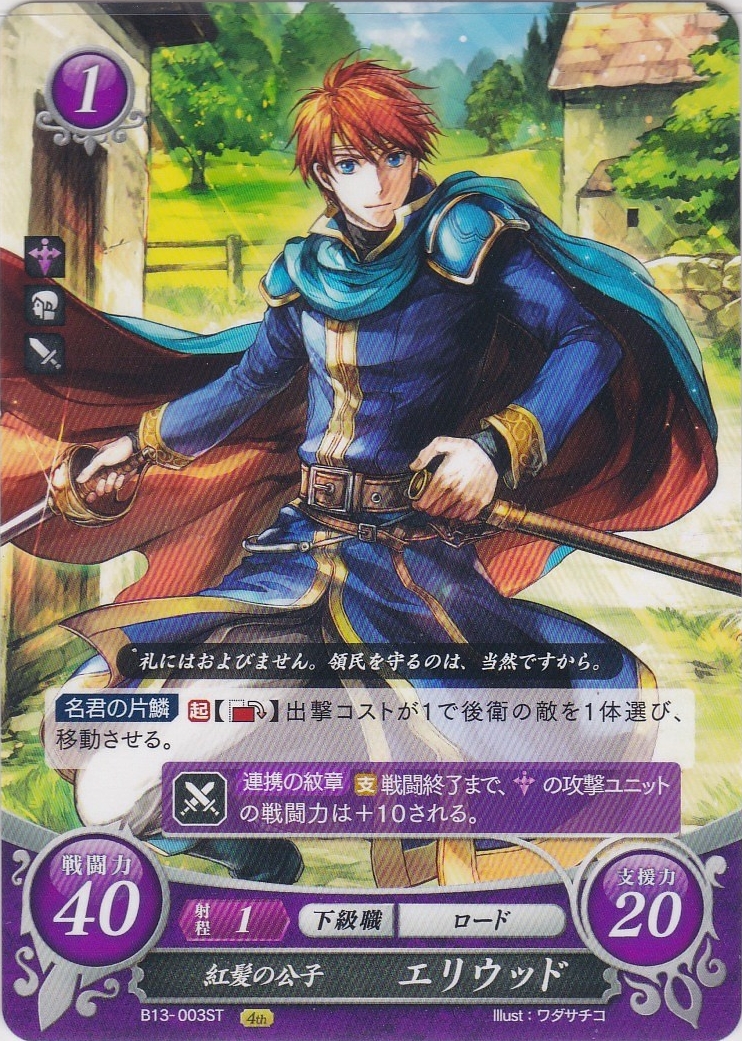 1
礼にはおよびません。領民を守るのは、当然ですから。
名君の片鱗 起【】出撃コストが1で後衛の敵を1体選び、
移動させる。
連携の紋章 支 戦闘終了まで、の攻撃ユニット
の戦闘力は＋10される。
戦闘力
40
射程 1 下級職 ロード
支援力
20
紅髪の公子 エリウッド
B13-003ST 4th Illust：ワダサチコ